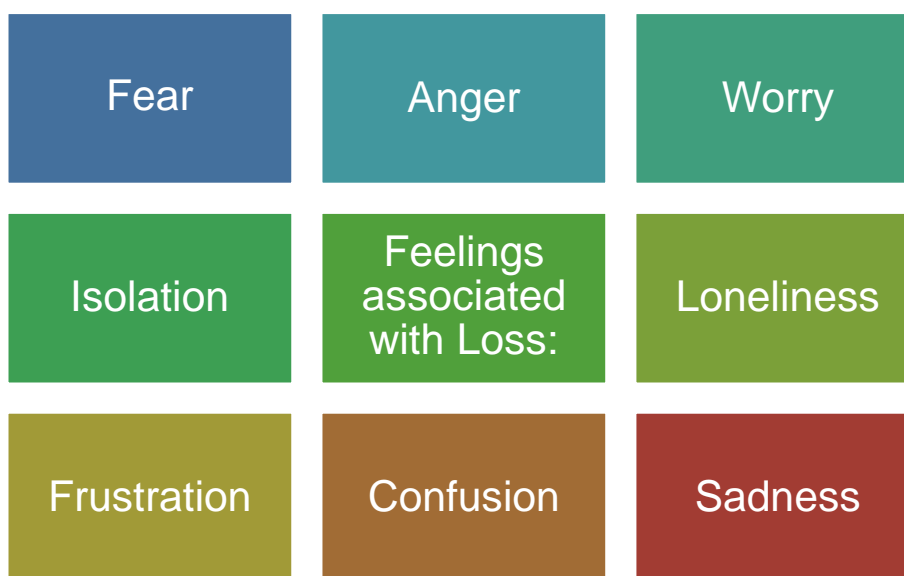 Fear
Anger
Worry
Isolation
Feelings
associated
with Loss:
Loneliness
Frustration
Confusion
Sadness